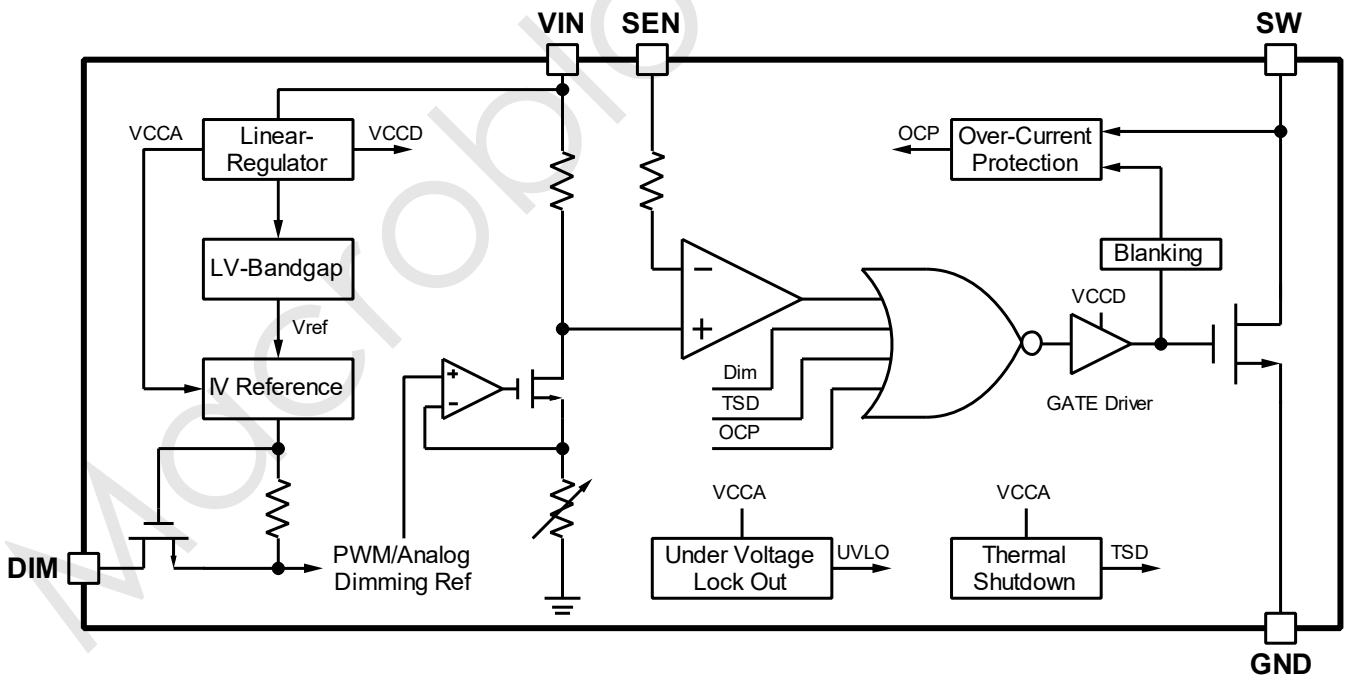 VIN
SEN
SW
VCCA
Linear-
Regulator
VCCD
OCP
Over-Current
Protection
LV-Bandgap
Blanking
Vref
VCCD
IV Reference
Dim
TSD
OCP
GATE Driver
VCCA
VCCA
DIM
PWM/Analog
Dimming Ref
Under Voltage
Lock Out
UVLO
Thermal
Shutdown
TSD
GND
Macroblo